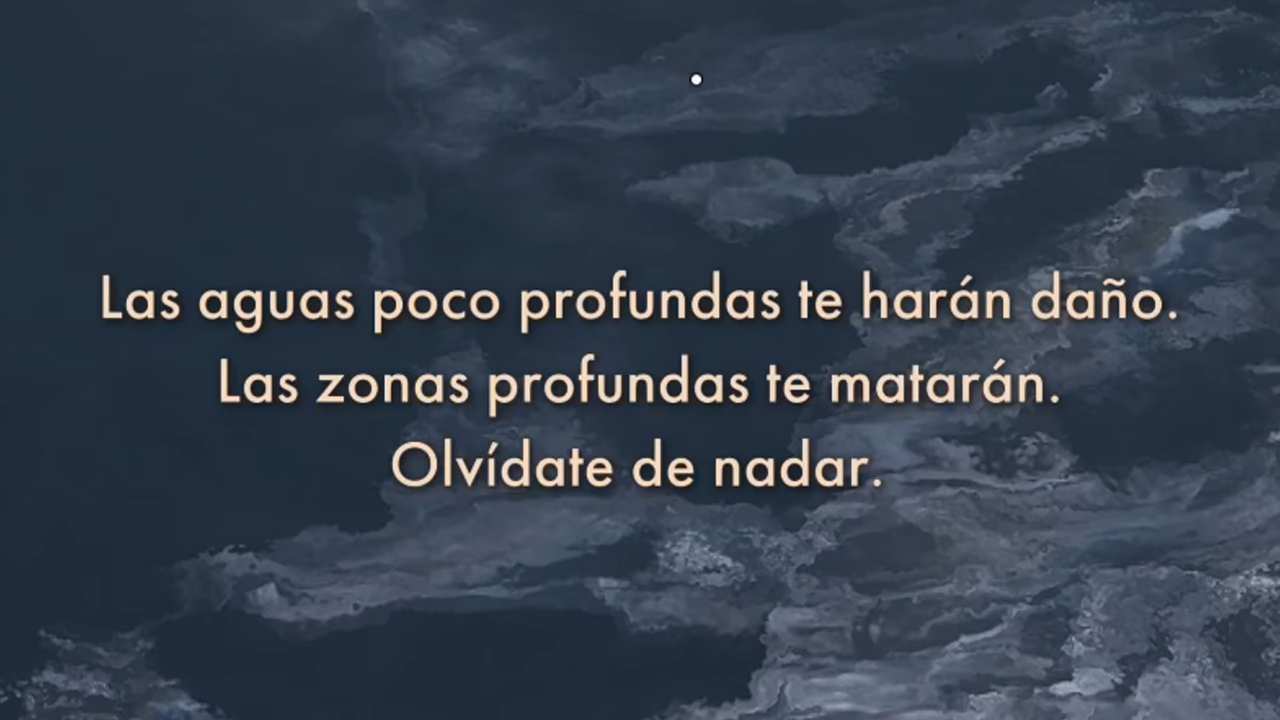 Las aguas poco profundas te harán daño.
Las zonas profundas te matarán.
Olvídate de nadar.